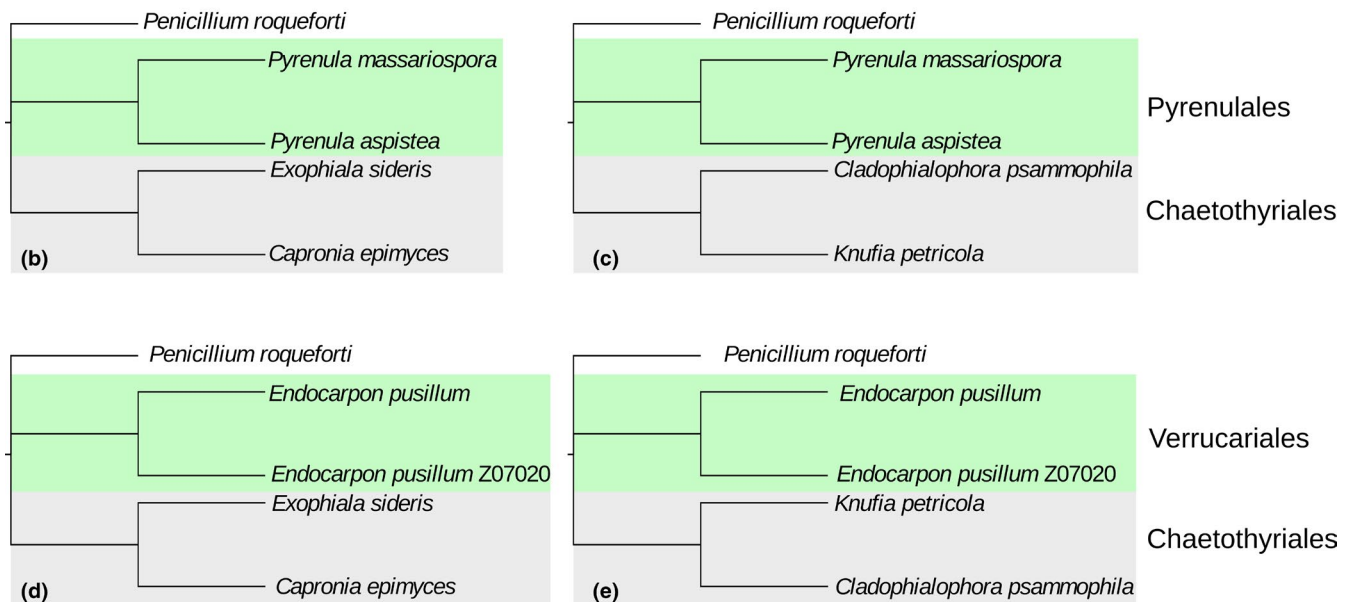 Penicillium roqueforti
Pyrenula massariospora
Pyrenula aspistea
Exophiala sideris
Capronia epimyces
(b)
Penicillium roqueforti
Pyrenula massariospora
Pyrenula aspistea
Cladophialophora psammophila
Knufia petricola
(c)
Pyrenulales
Chaetothyriales
Penicillium roqueforti
Endocarpon pusillum
Endocarpon pusillum Z07020
Exophiala sideris
Capronia epimyces
(d)
Penicillium roqueforti
Endocarpon pusillum
Endocarpon pusillum Z07020
Knufia petricola
Cladophialophora psammophila
(e)
Verrucariales
Chaetothyriales